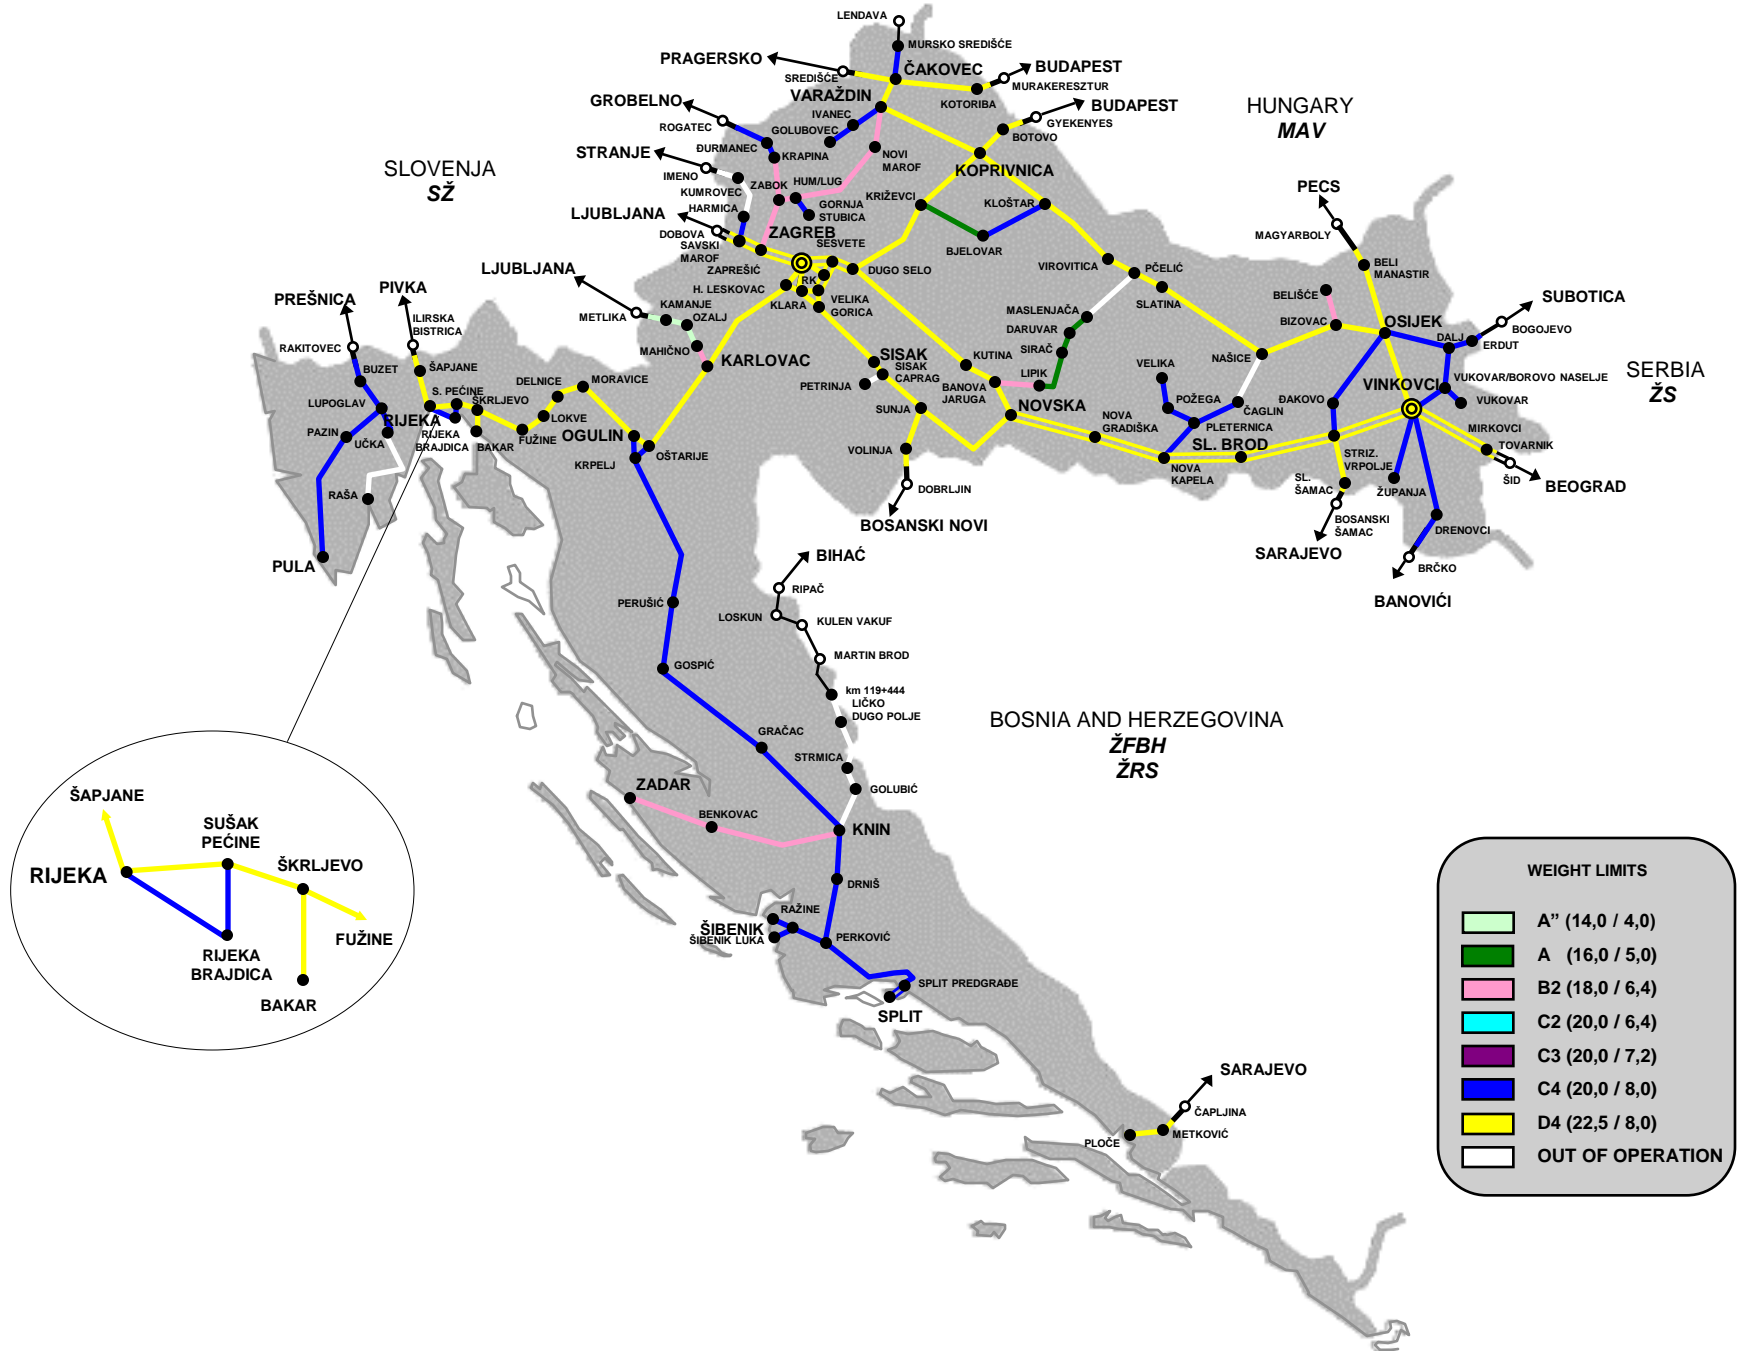 LENDAVA
MURSKO SREDIŠĆE
PRAGERSKO
SREDIŠĆE
ČAKOVEC
BUDAPEST
MURAKERESZTUR
KOTORIBA
VARAŽDIN
GROBELNO
ROGATEC
IVANEC
GOLUBOVEC
BUDAPEST
GYEKENYES
BOTOVO
HUNGARY
MAV
ĐURMANEC
KRAPINA
NOVI
MAROF
KOPRIVNICA
SLOVENJA
SŽ
STRANJE
IMENO
KUMROVEC
HARMICA
ZABOK
HUM/LUG
GORNJA
STUBICA
KRIŽEVCI
KLOŠTAR
PECS
MAGYARBOLY
LJUBLJANA
DOBOVA
SAVSKI
MAROF
ZAGREB
SESVETE
BJELOVAR
ZAPREŠIĆ
RK
DUGO SELO
VIROVITICA
PČELIĆ
SLATINA
BELI
MANASTIR
LJUBLJANA
H. LESKOVAC
KLARA
VELIKA
GORICA
PREŠNICA
PIVKA
METLIKA
KAMANJE
OZALJ
MASLENJAČA
DARUVAR
SIRAČ
BELIŠĆE
BIZOVAC
SUBOTICA
OSIJEK
BOGOJEVO
ERDUT
DALJ
ILIRSKA
BISTRICA
RAKITOVEC
BUZET
ŠAPJANE
MAHIČNO
KARLOVAC
SISAK
SISAK
CAPRAG
PETRINJA
KUTINA
LIPIK
BANOVA
JARUGA
VELIKA
NAŠICE
SERBIA
ŽS
VUKOVAR/BOROVO NASELJE
VINKOVCI
VUKOVAR
LUPOGLAV
S. PEĆINE
RIJEKA
ŠKRLJEVO
DELNICE
MORAVICE
LOKVE
SUNJA
NOVSKA
NOVA
GRADIŠKA
POŽEGA
PLETERNICA
ČAGLIN
ĐAKOVO
MIRKOVCI
TOVARNIK
PAZIN
UČKA
RIJEKA
BRAJDICA
BAKAR
FUŽINE
OGULIN
OŠTARIJE
KRPELJ
VOLINJA
SL. BROD
NOVA
KAPELA
STRIZ.
VRPOLJE
SL.
ŠAMAC
ŽUPANJA
ŠID
BEOGRAD
RAŠA
DOBRLJIN
BOSANSKI NOVI
BOSANSKI
ŠAMAC
DRENOVCI
SARAJEVO
BRČKO
BANOVIĆI
PULA
BIHAĆ
RIPAČ
LOSKUN
KULEN VAKUF
MARTIN BROD
PERUŠIĆ
GOSPIĆ
km 119+444
LIČKO
DUGO POLJE
BOSNIA AND HERZEGOVINA
ŽFBH
ŽRS
GRAČAC
STRMICA
GOLUBIĆ
ZADAR
BENKOVAC
KNIN
DRNIŠ
RAŽINE
ŠIBENIK
ŠIBENIK LUKA
PERKOVIĆ
SPLIT PREDGRAĐE
SPLIT
SARAJEVO
ČAPLJINA
PLOČE
METKOVIĆ
ŠAPJANE
SUŠAK
PEĆINE
RIJEKA
ŠKRLJEVO
FUŽINE
RIJEKA
BRAJDICA
BAKAR
WEIGHT LIMITS
A” (14,0 / 4,0)
A (16,0 / 5,0)
B2 (18,0 / 6,4)
C2 (20,0 / 6,4)
C3 (20,0 / 7,2)
C4 (20,0 / 8,0)
D4 (22,5 / 8,0)
OUT OF OPERATION